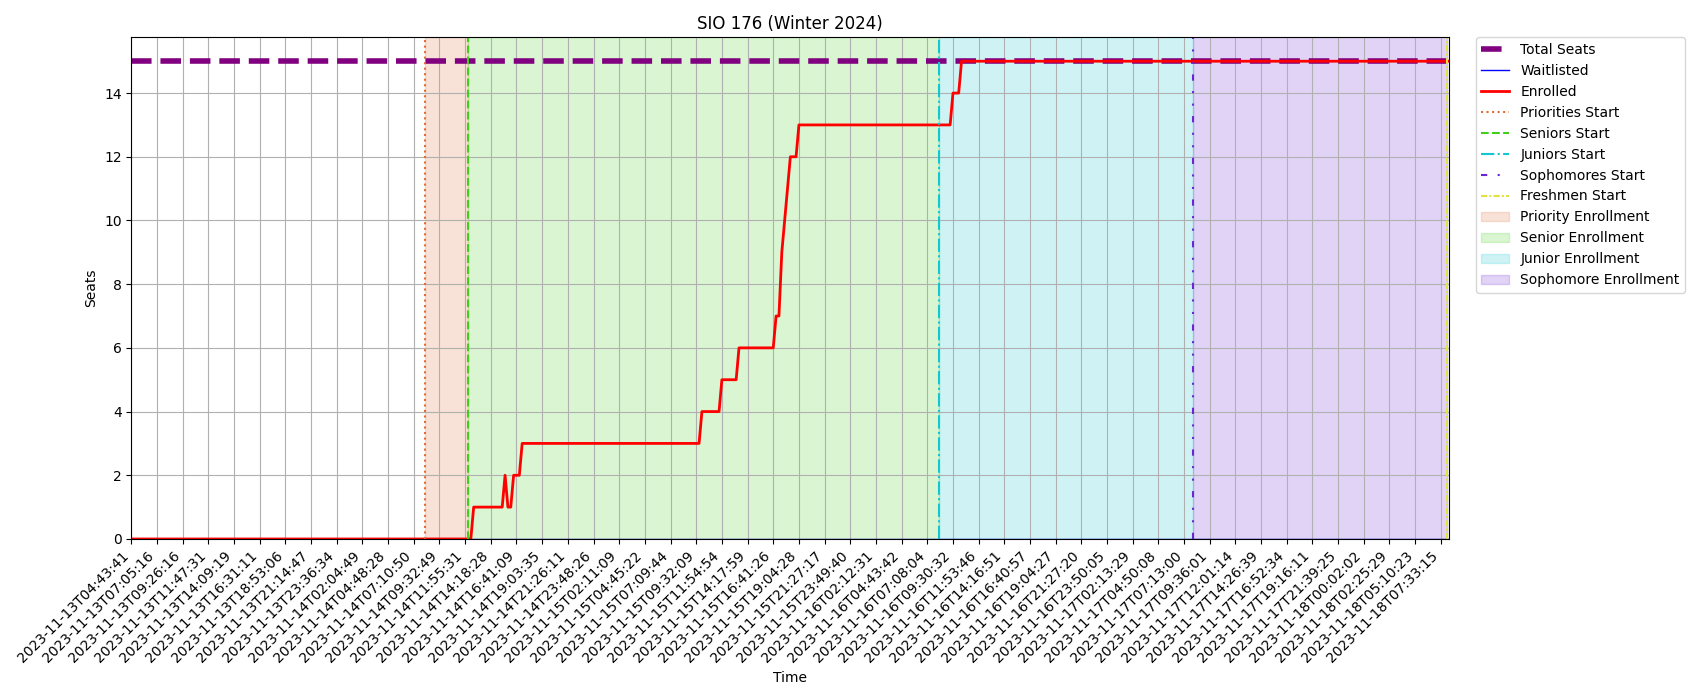 SIO 176 (Winter 2024)
Total Seats
Waitlisted
Enrolled
Priorities Start
Seniors Start
Juniors Start
Sophomores Start
Freshmen Start
Priority Enrollment
Senior Enrollment
Junior Enrollment
Sophomore Enrollment
Seats
14
12
10
8
6
4
2
0
2023-11-13T04:43:41
2023-11-13T07:05:16
2023-11-13T09:26:16
2023-11-13T11:47:31
2023-11-13T14:09:19
2023-11-13T16:31:11
2023-11-13T18:53:06
2023-11-13T21:14:47
2023-11-13T23:36:34
2023-11-14T02:04:49
2023-11-14T04:48:28
2023-11-14T07:10:50
2023-11-14T09:32:49
2023-11-14T11:55:31
2023-11-14T14:18:28
2023-11-14T16:41:09
2023-11-14T19:03:35
2023-11-14T21:26:11
2023-11-14T23:48:26
2023-11-15T02:11:09
2023-11-15T04:45:22
2023-11-15T07:09:44
2023-11-15T09:32:09
2023-11-15T11:54:54
2023-11-15T14:17:59
2023-11-15T16:41:26
2023-11-15T19:04:28
2023-11-15T21:27:17
2023-11-15T23:49:40
2023-11-16T02:12:31
2023-11-16T04:43:42
2023-11-16T07:08:04
2023-11-16T09:30:32
2023-11-16T11:53:46
2023-11-16T14:16:51
2023-11-16T16:40:57
2023-11-16T19:04:27
2023-11-16T21:27:20
2023-11-16T23:50:05
2023-11-17T02:13:29
2023-11-17T04:50:08
2023-11-17T07:13:00
2023-11-17T09:36:01
2023-11-17T12:01:14
2023-11-17T14:26:39
2023-11-17T16:52:34
2023-11-17T19:16:11
2023-11-17T21:39:25
2023-11-18T00:02:02
2023-11-18T02:25:29
2023-11-18T05:10:23
2023-11-18T07:33:15
Time